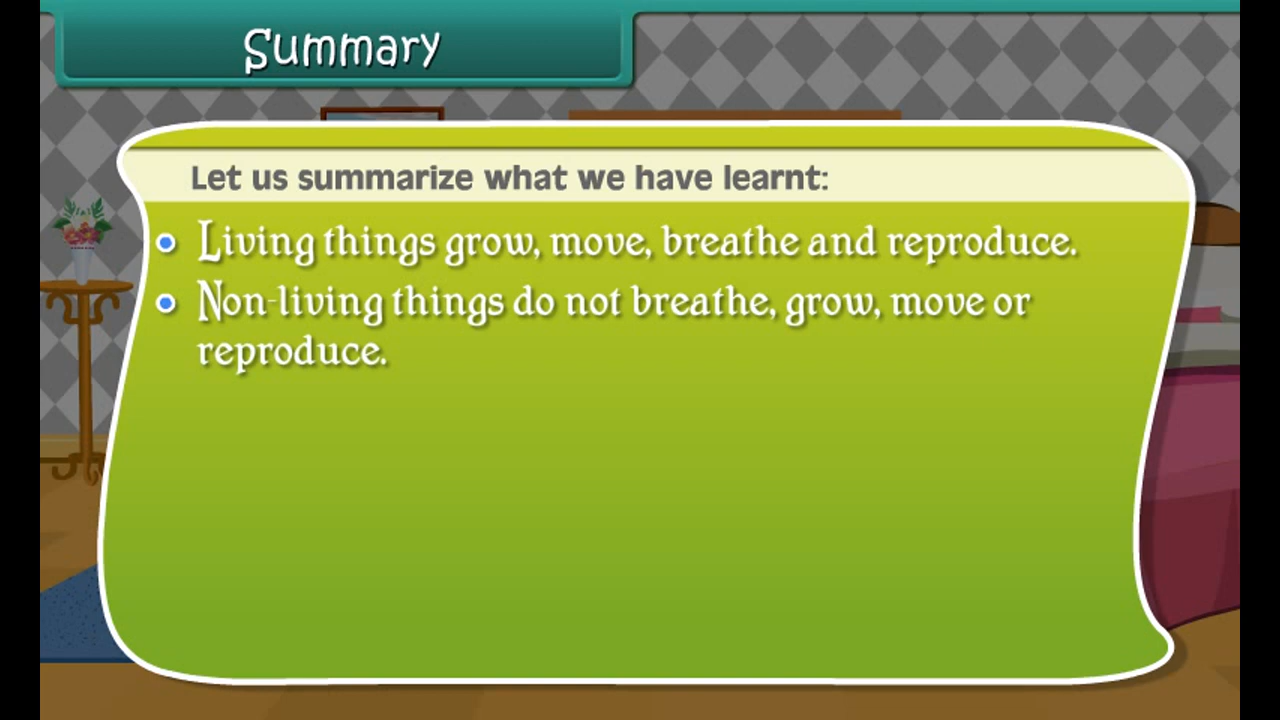 Summary
Let us summarize what we have learnt:
Living things grow, move, breathe and reproduce.
Non-living things do not breathe, grow, move or
reproduce.